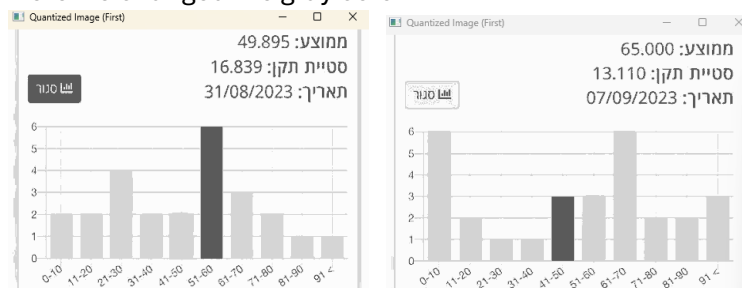 Quantized Image (First)
ממוצע: 49.895
סטיית תקן: 16.839
תאריך: 31/08/2023
סגור
6
5
4
3
2
1
0
0-10 11-20 21-30 31-40 41-50 51-60 61-70 71-80 81-90 91 <
Quantized Image (First)
ממוצע: 65.000
סטיית תקן: 13.110
תאריך: 07/09/2023
סגור
6
5
4
3
2
1
0
0-10 11-20 21-30 31-40 41-50 51-60 61-70 71-80 81-90 91 <